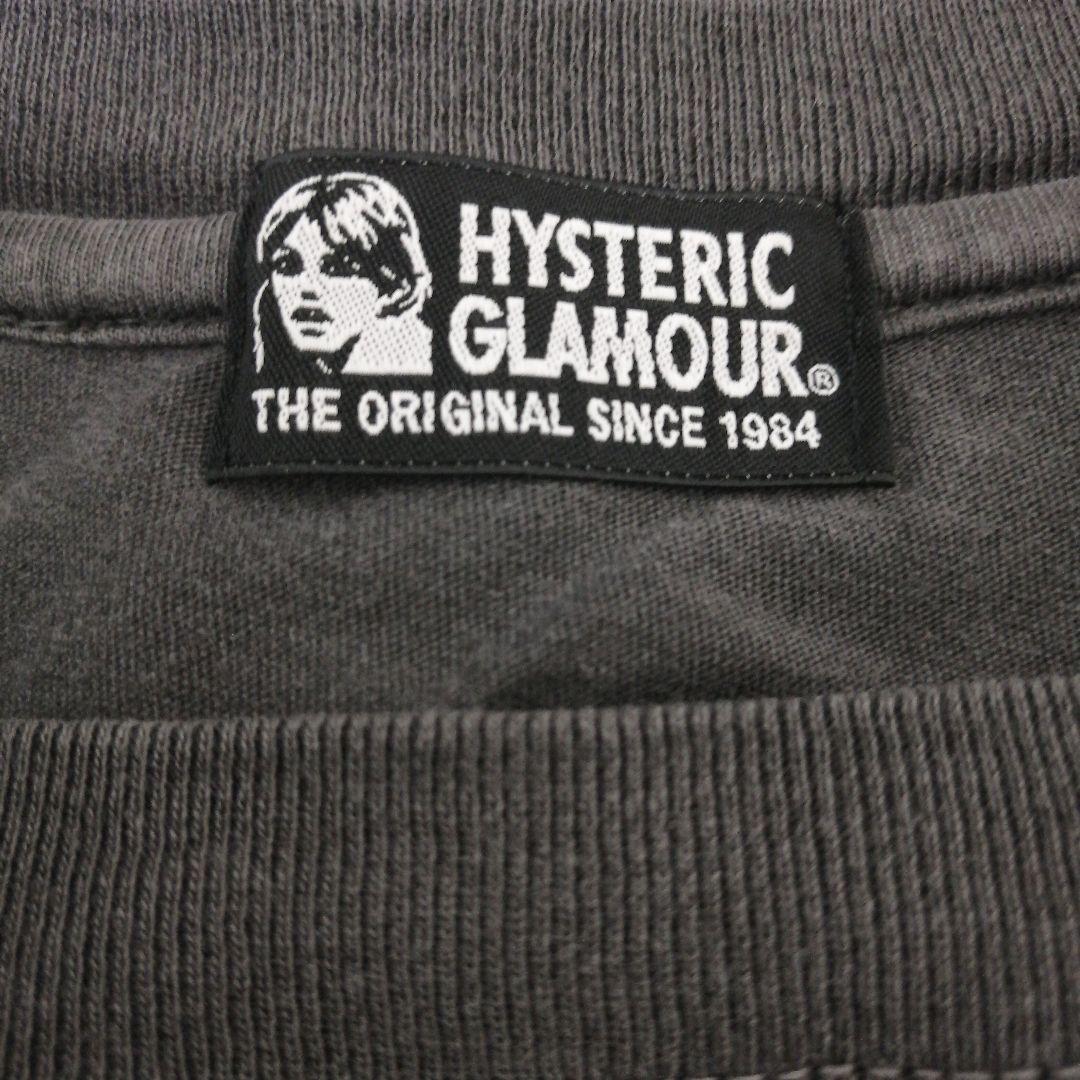 HYSTERIC
GLAMOUR®
THE ORIGINAL SINCE 1984